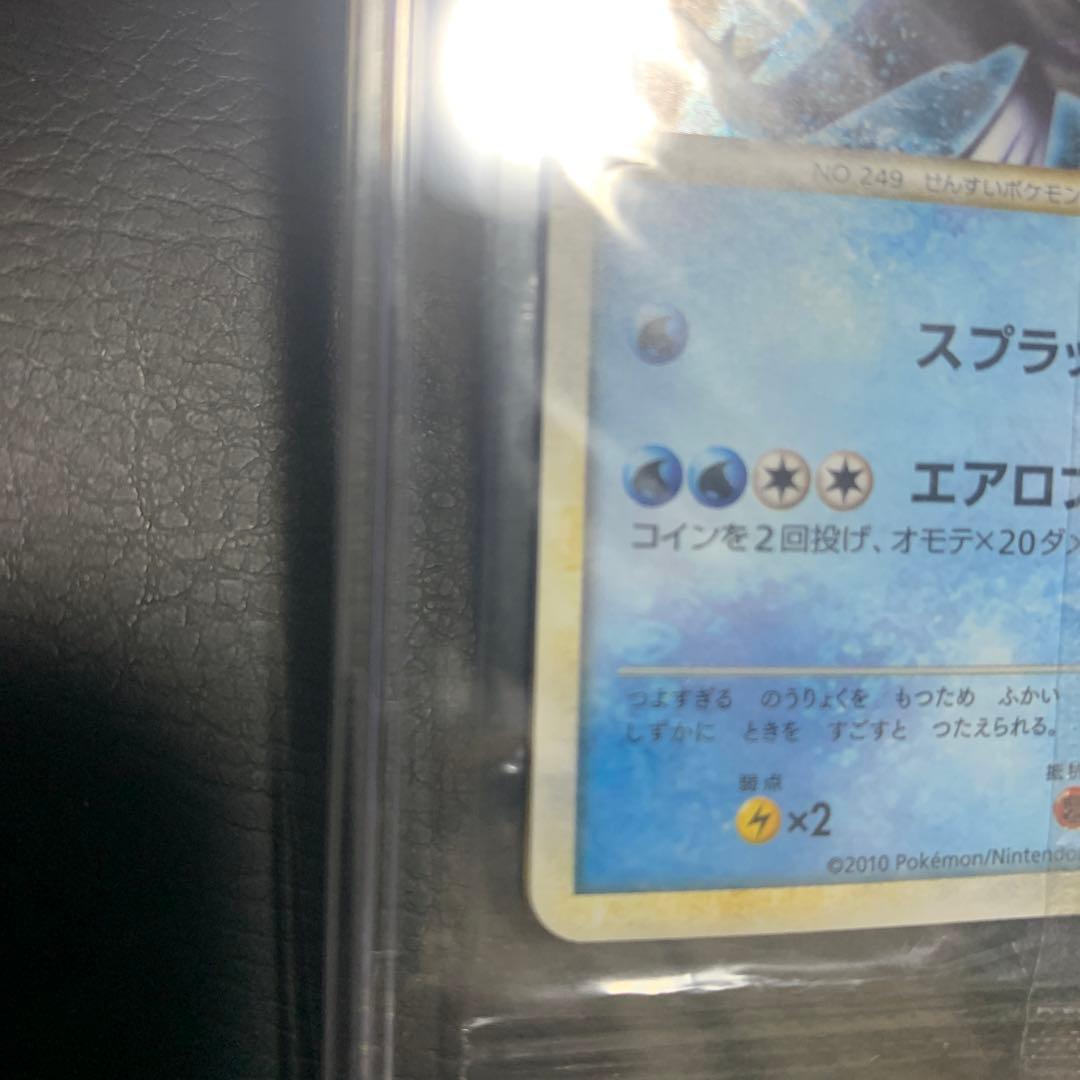 NO.249 せんすいポケモン
スプラッ
エアロ
コインを2回投げ、オモテ×20ダ
つよすぎる のうりょくを もつため ふかい
しずかに ときを すごすと つたえられる。
弱点 抵抗
×2
©2010 Pokémon/Nintendo